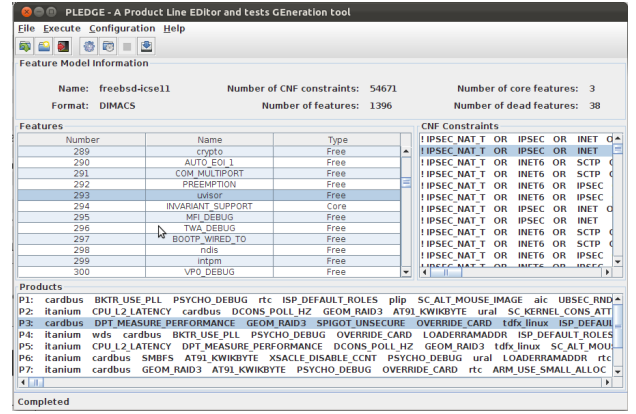 PLEDGE - A Product Line EDitor and tests GEneration tool
File Execute Configuration Help
Feature Model Information
Name: freebsd-icse11 Number of CNF constraints: 54671 Number of core features: 3
Format: DIMACS Number of features: 1396 Number of dead features: 38
Features
Number Name Type
289 crypto Free
290 AUTO_EOI_1 Free
291 COM_MULTIPORT Free
292 PREEMPTION Free
293 uvisor Free
294 INVARIANT_SUPPORT Core
295 MFI_DEBUG Free
296 TWA_DEBUG Free
297 BOOTP_WIRED_TO Free
298 ndis Free
299 intpm Free
300 VP0_DEBUG Free
CNF Constraints
! IPSEC_NAT_T OR IPSEC OR INET O
! IPSEC_NAT_T OR IPSEC OR INET
! IPSEC_NAT_T OR INET6 OR SCTP O
! IPSEC_NAT_T OR INET6 OR SCTP
! IPSEC_NAT_T OR INET6 OR IPSEC
! IPSEC_NAT_T OR INET6 OR IPSEC
! IPSEC_NAT_T OR IPSEC OR INET O
! IPSEC_NAT_T OR IPSEC OR INET
! IPSEC_NAT_T OR INET6 OR SCTP O
! IPSEC_NAT_T OR INET6 OR SCTP
! IPSEC_NAT_T OR INET6 OR IPSEC
Products
P1: cardbus BKTR_USE_PLL PSYCHO_DEBUG rtc ISP_DEFAULT_ROLES plip SC_ALT_MOUSE_IMAGE aic UBSEC_RND
P2: itanium CPU_L2_LATENCY cardbus DCONS_POLL_HZ GEOM_RAID3 AT91_KWIKBYTE ural SC_KERNEL_CONS_ATT
P3: cardbus DPT_MEASURE_PERFORMANCE GEOM_RAID3 SPIGOT_UNSECURE OVERRIDE_CARD tdfx_linux ISP_DEFAUL
P4: itanium wds cardbus BKTR_USE_PLL PSYCHO_DEBUG OVERRIDE_CARD LOADERRAMADDR ISP_DEFAULT_ROLES
P5: itanium CPU_L2_LATENCY DPT_MEASURE_PERFORMANCE DCONS_POLL_HZ GEOM_RAID3 tdfx_linux SC_ALT_MOU
P6: itanium cardbus SMBFS AT91_KWIKBYTE XSACLE_DISABLE_CCNT PSYCHO_DEBUG ural LOADERRAMADDR rtc
P7: itanium cardbus GEOM_RAID3 AT91_KWIKBYTE PSYCHO_DEBUG OVERRIDE_CARD rtc ARM_USE_SMALL_ALLOC
Completed